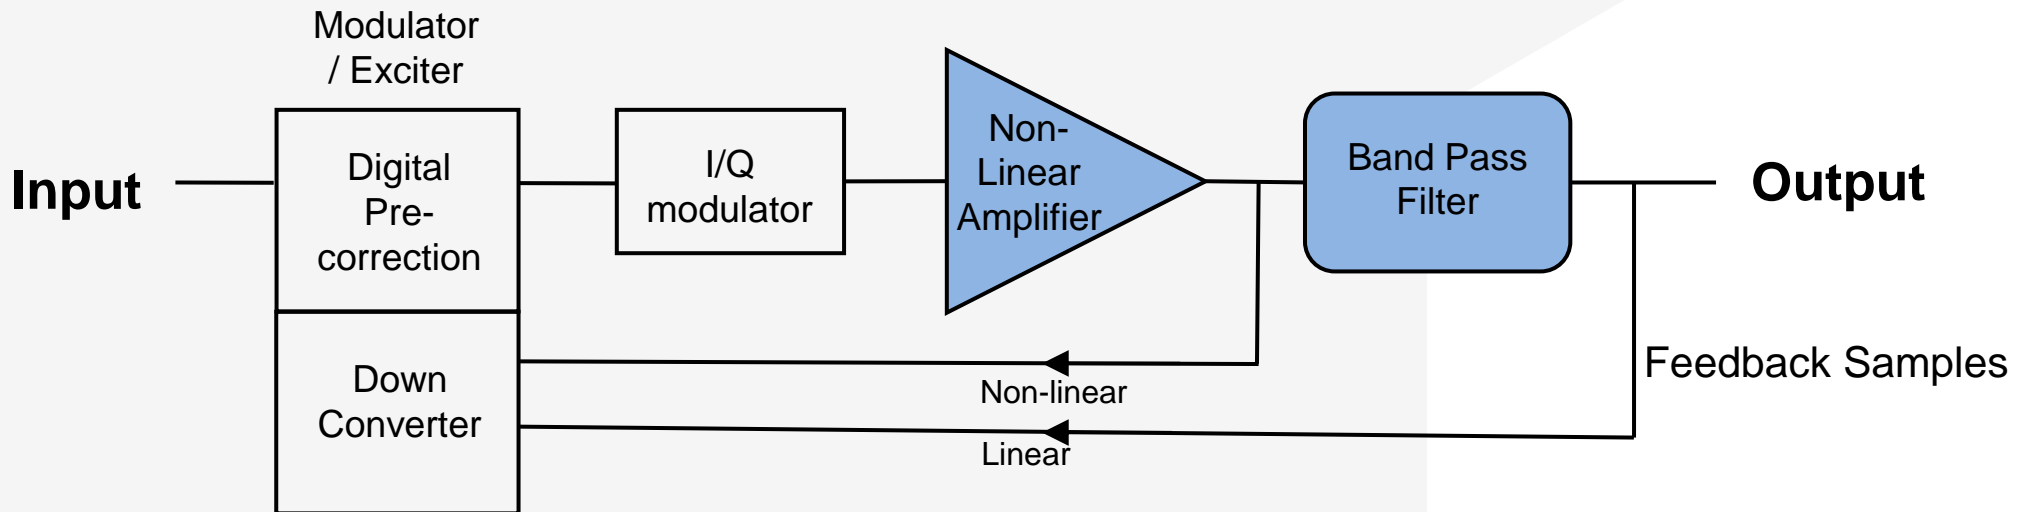 Modulator
/ Exciter
Input
Digital
Pre-
correction
I/Q
modulator
Non-
Linear
Amplifier
Band Pass
Filter
Output
Down
Converter
Non-linear
Linear
Feedback Samples